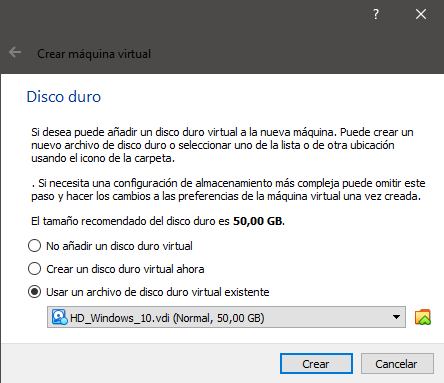 ?
Crear máquina virtual
Disco duro
Si desea puede añadir un disco duro virtual a la nueva máquina. Puede crear un
nuevo archivo de disco duro o seleccionar uno de la lista o de otra ubicación
usando el icono de la carpeta.
. Si necesita una configuración de almacenamiento más compleja puede omitir este
paso y hacer los cambios a las preferencias de la máquina virtual una vez creada.
El tamaño recomendado del disco duro es 50,00 GB.
No añadir un disco duro virtual
Crear un disco duro virtual ahora
Usar un archivo de disco duro virtual existente
HD_Windows_10.vdi (Normal, 50,00 GB)
Crear
Cancelar